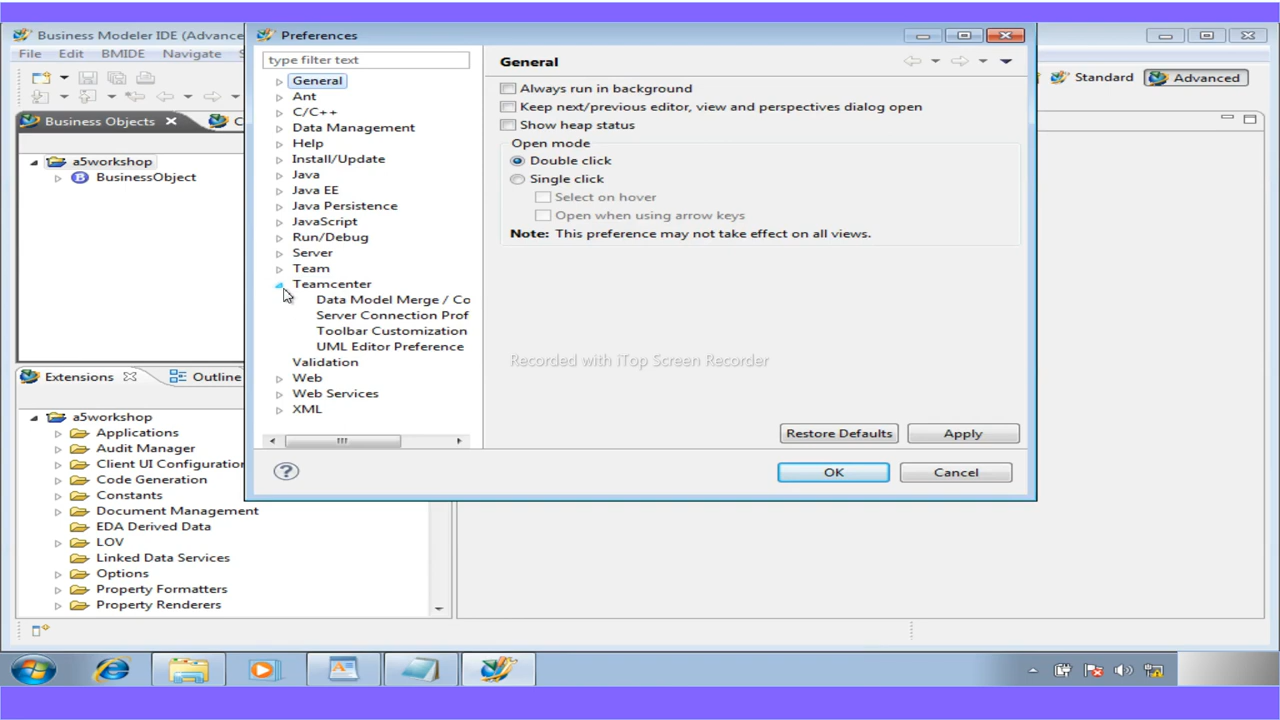 Business Modeler IDE (Advance
File Edit BMIDE Navigate
Standard
Advanced
Business Objects
a5workshop
BusinessObject
Extensions
Outline
a5workshop
Applications
Audit Manager
Client UI Configuration
Code Generation
Constants
Document Management
EDA Derived Data
LOV
Linked Data Services
Options
Property Formatters
Property Renderers
Preferences
type filter text
General
Ant
C/C++
Data Management
Help
Install/Update
Java
Java EE
Java Persistence
JavaScript
Run/Debug
Server
Team
Teamcenter
Data Model Merge / Co
Server Connection Prof
Toolbar Customization
UML Editor Preference
Validation
Web
Web Services
XML
General
Always run in background
Keep next/previous editor, view and perspectives dialog open
Show heap status
Open mode
Double click
Single click
Select on hover
Open when using arrow keys
Note: This preference may not take effect on all views.
Recorded with iTop Screen Recorder
Restore Defaults
Apply
OK
Cancel